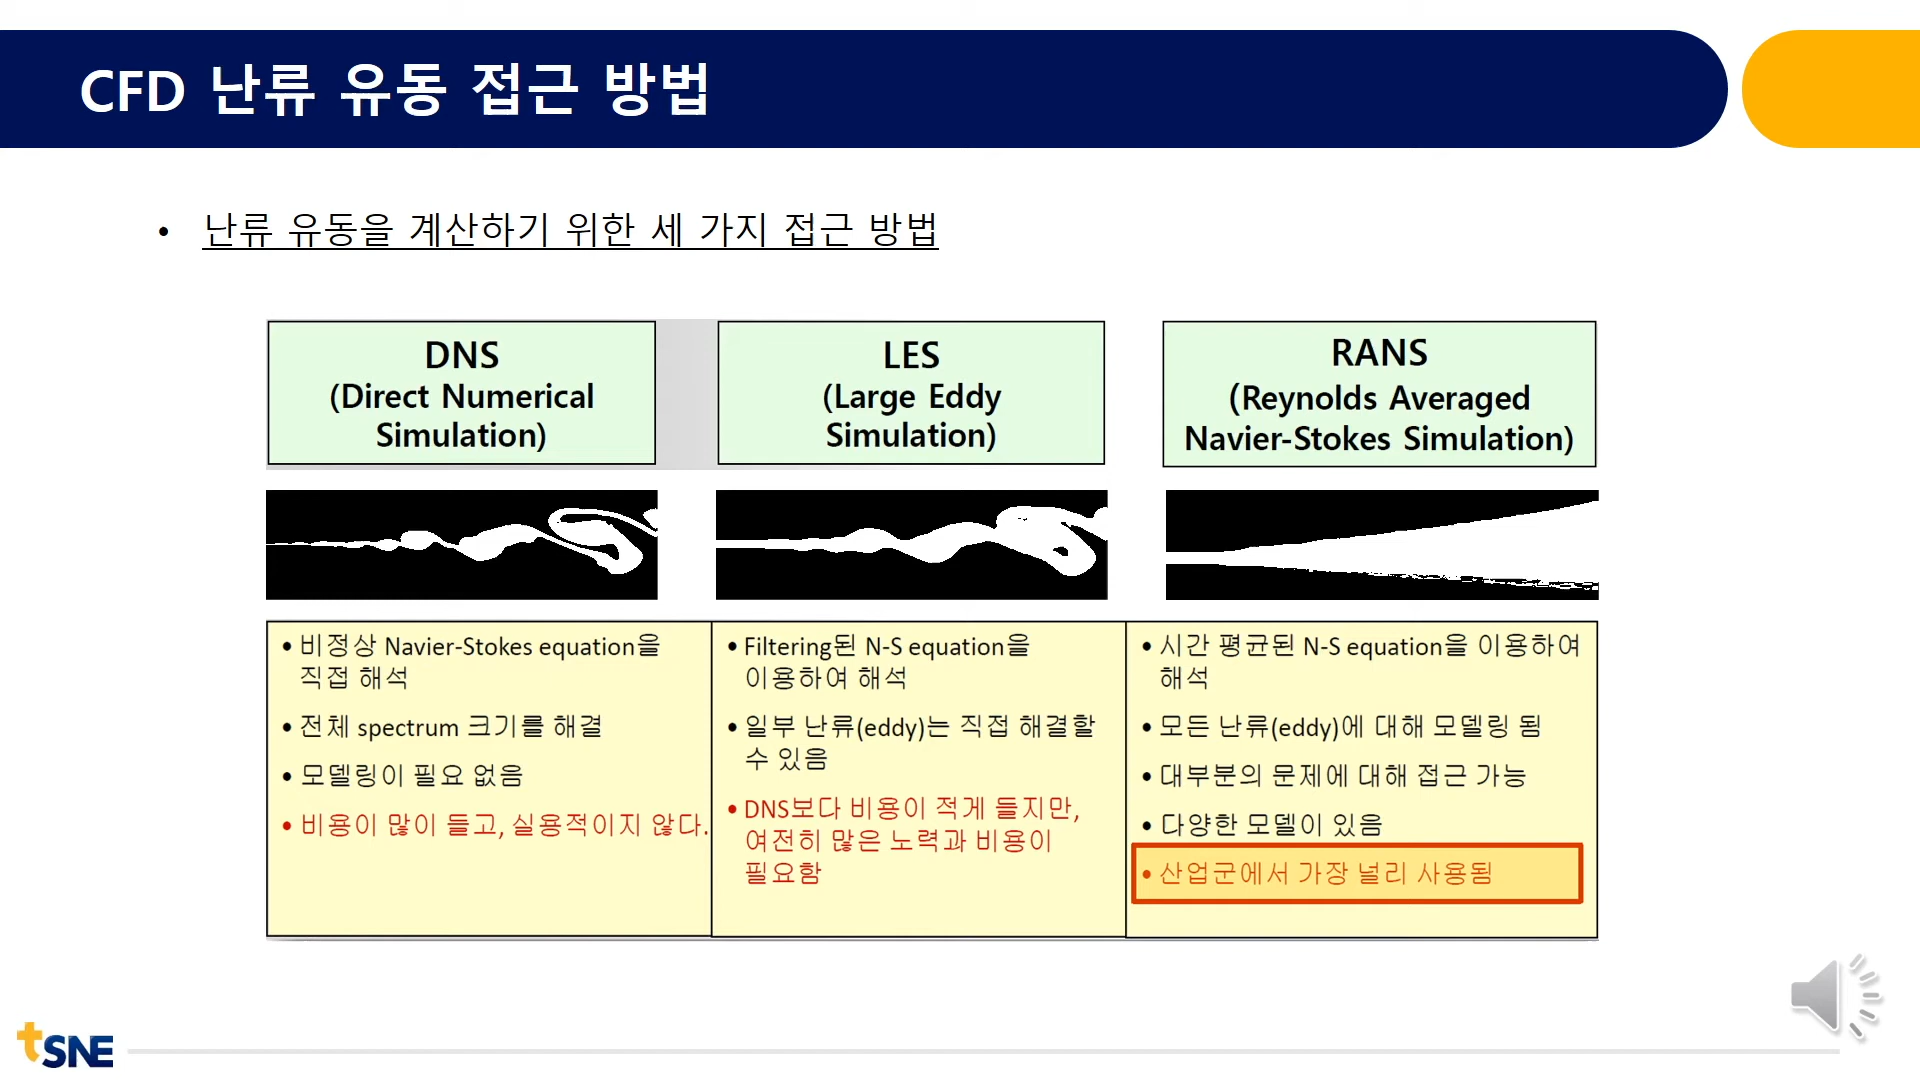 CFD 난류 유동 접근 방법
• 난류 유동을 계산하기 위한 세 가지 접근 방법
DNS
(Direct Numerical
Simulation)
LES
(Large Eddy
Simulation)
RANS
(Reynolds Averaged
Navier-Stokes Simulation)
• 비정상 Navier-Stokes equation을
직접 해석
• 전체 spectrum 크기를 해결
• 모델링이 필요 없음
• 비용이 많이 들고, 실용적이지 않다.
• Filtering된 N-S equation을
이용하여 해석
• 일부 난류(eddy)는 직접 해결할
수 있음
• DNS보다 비용이 적게 들지만,
여전히 많은 노력과 비용이
필요함
• 시간 평균된 N-S equation을 이용하여
해석
• 모든 난류(eddy)에 대해 모델링 됨
• 대부분의 문제에 대해 접근 가능
• 다양한 모델이 있음
• 산업군에서 가장 널리 사용됨
tSNE